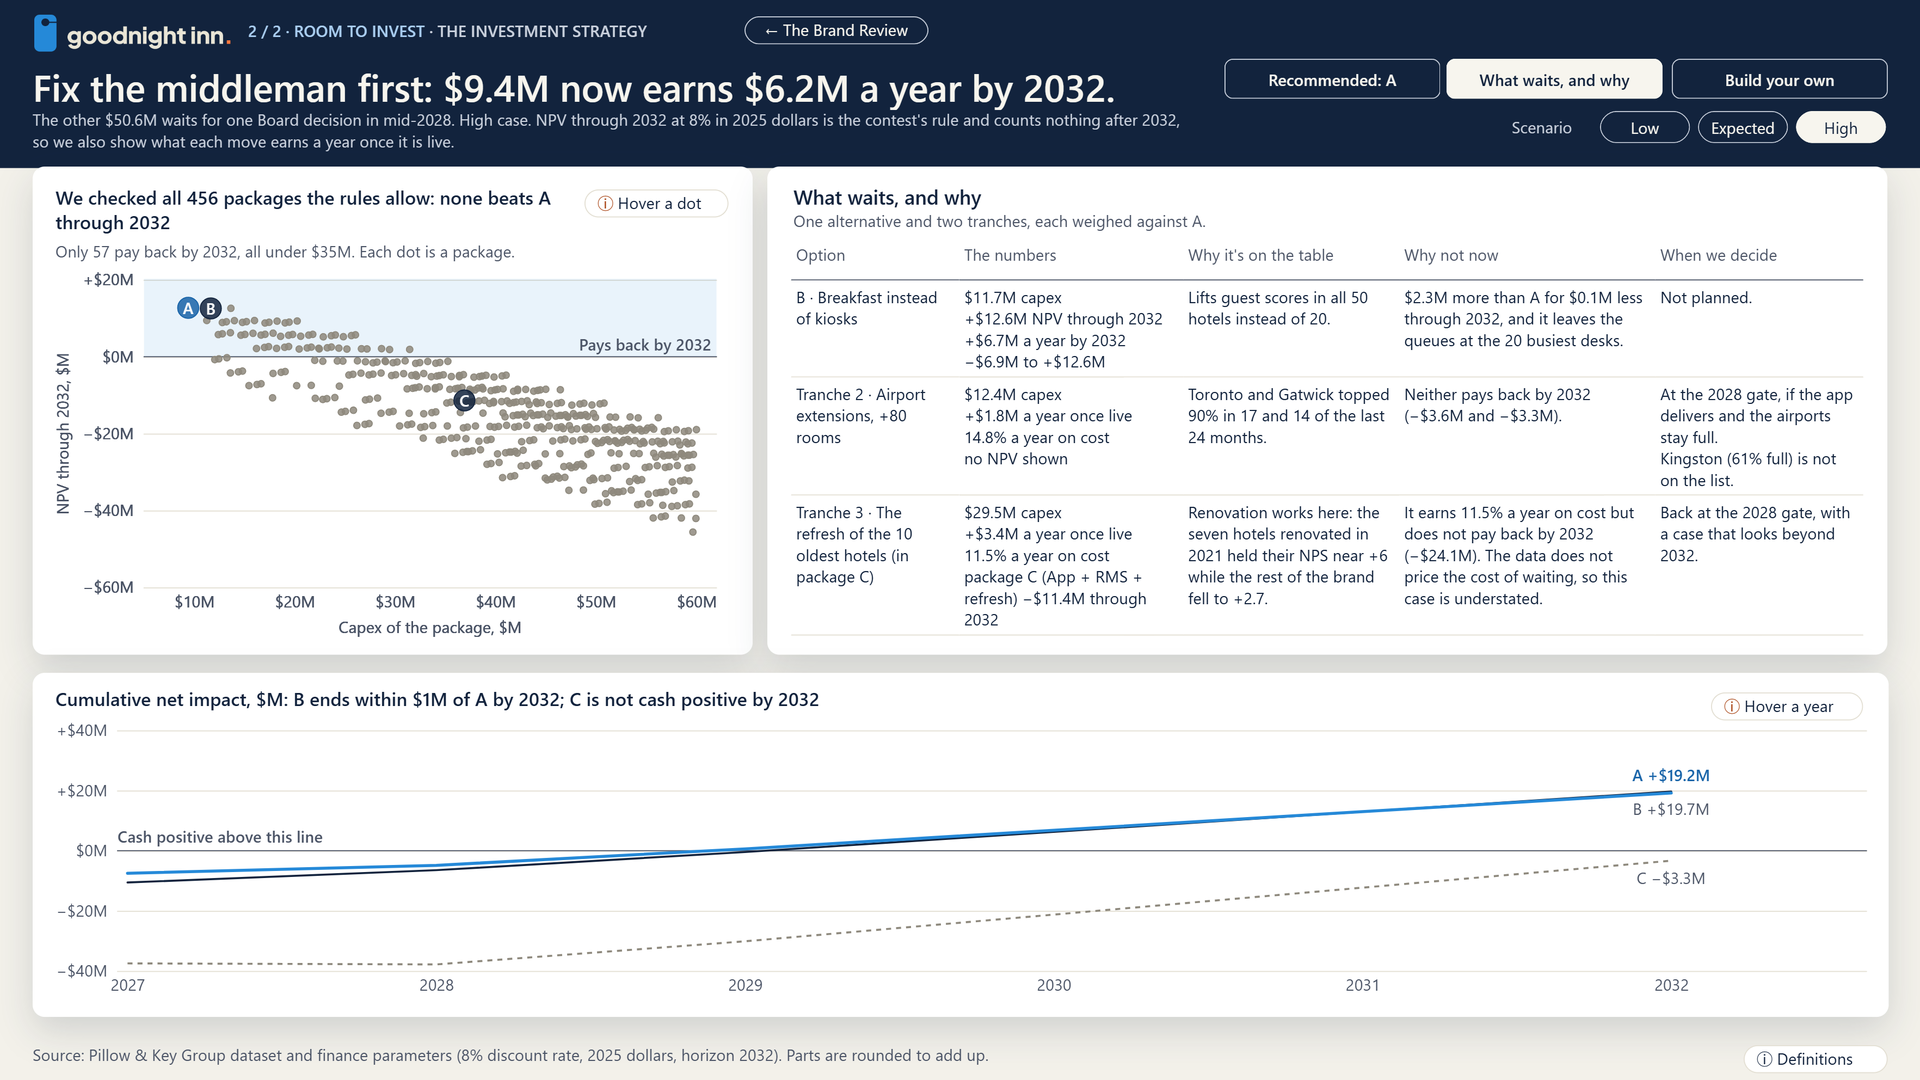 goodnight inn.
2 / 2 · ROOM TO INVEST · THE INVESTMENT STRATEGY
← The Brand Review
Fix the middleman first: $9.4M now earns $6.2M a year by 2032.
The other $50.6M waits for one Board decision in mid-2028. High case. NPV through 2032 at 8% in 2025 dollars is the contest's rule and counts nothing after 2032,
so we also show what each move earns a year once it is live.
Recommended: A
What waits, and why
Build your own
Scenario
Low
Expected
High
We checked all 456 packages the rules allow: none beats A
through 2032
ⓘ Hover a dot
Only 57 pay back by 2032, all under $35M. Each dot is a package.
+$20M
$0M
−$20M
−$40M
−$60M
NPV through 2032, $M
A
B
C
Pays back by 2032
$10M
$20M
$30M
$40M
$50M
$60M
Capex of the package, $M
What waits, and why
One alternative and two tranches, each weighed against A.
Option
The numbers
Why it's on the table
Why not now
When we decide
B · Breakfast instead
of kiosks
$11.7M capex
+$12.6M NPV through 2032
+$6.7M a year by 2032
−$6.9M to +$12.6M
Lifts guest scores in all 50
hotels instead of 20.
$2.3M more than A for $0.1M less
through 2032, and it leaves the
queues at the 20 busiest desks.
Not planned.
Tranche 2 · Airport
extensions, +80
rooms
$12.4M capex
+$1.8M a year once live
14.8% a year on cost
no NPV shown
Toronto and Gatwick topped
90% in 17 and 14 of the last
24 months.
Neither pays back by 2032
(−$3.6M and −$3.3M).
At the 2028 gate, if the app
delivers and the airports
stay full.
Kingston (61% full) is not
on the list.
Tranche 3 · The
refresh of the 10
oldest hotels (in
package C)
$29.5M capex
+$3.4M a year once live
11.5% a year on cost
package C (App + RMS +
refresh) −$11.4M through
2032
Renovation works here: the
seven hotels renovated in
2021 held their NPS near +6
while the rest of the brand
fell to +2.7.
It earns 11.5% a year on cost but
does not pay back by 2032
(−$24.1M). The data does not
price the cost of waiting, so this
case is understated.
Back at the 2028 gate, with
a case that looks beyond
2032.
Cumulative net impact, $M: B ends within $1M of A by 2032; C is not cash positive by 2032
ⓘ Hover a year
+$40M
+$20M
$0M
−$20M
−$40M
Cash positive above this line
A +$19.2M
B +$19.7M
C −$3.3M
2027
2028
2029
2030
2031
2032
Source: Pillow & Key Group dataset and finance parameters (8% discount rate, 2025 dollars, horizon 2032). Parts are rounded to add up.
ⓘ Definitions